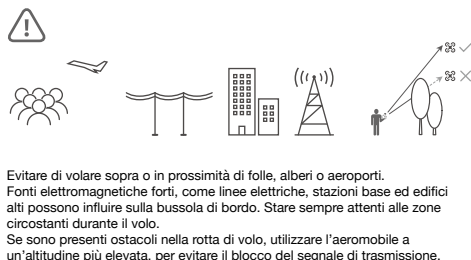 Evitare di volare sopra o in prossimità di folle, alberi o aeroporti.
Fonti elettromagnetiche forti, come linee elettriche, stazioni base ed edifici
alti possono influire sulla bussola di bordo. Stare sempre attenti alle zone
circostanti durante il volo.
Se sono presenti ostacoli nella rotta di volo, utilizzare l'aeromobile a
un'altitudine più elevata, per evitare il blocco del segnale di trasmissione.